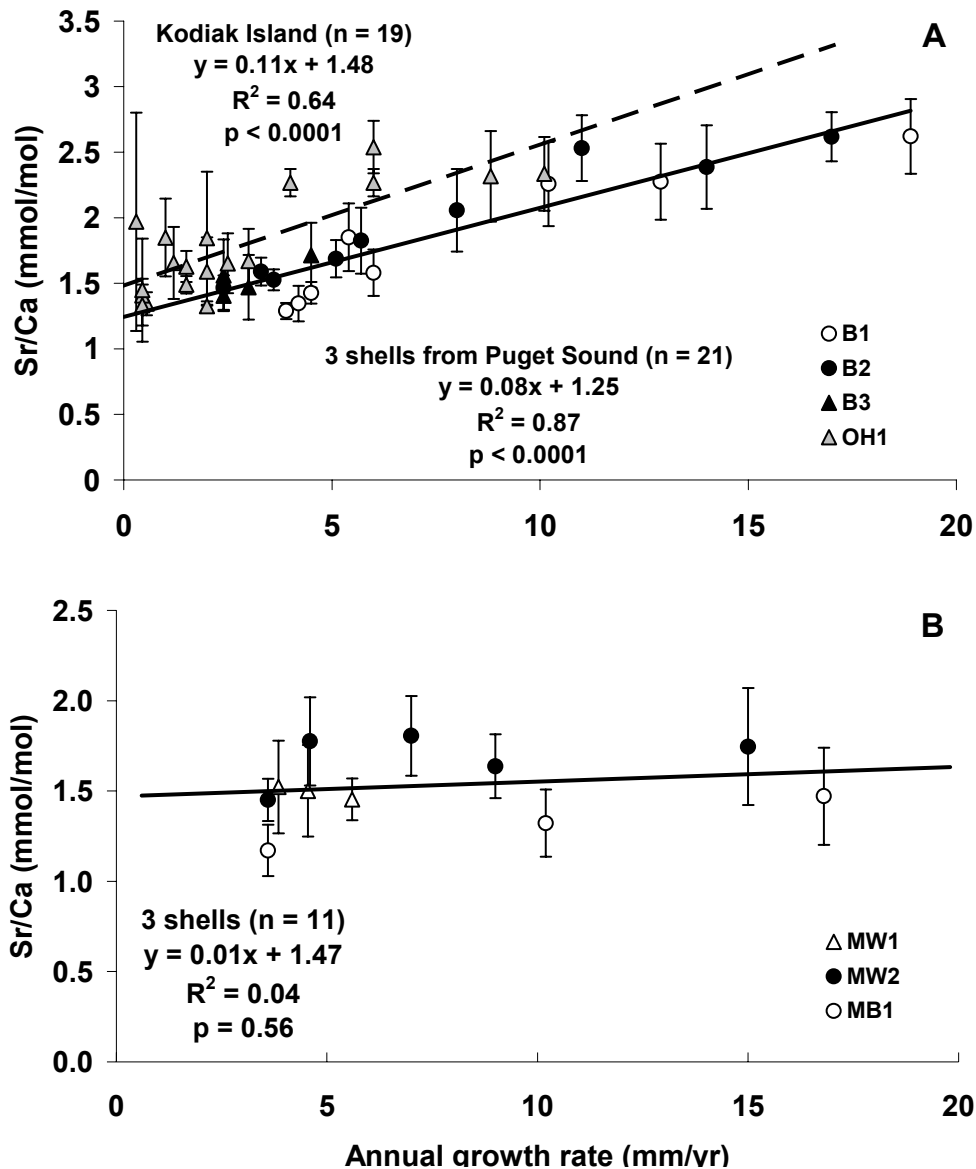 A
Kodiak Island (n = 19)
y = 0.11x + 1.48
R² = 0.64
p < 0.0001
3.5
3
2.5
2
1.5
1
0.5
0
Sr/Ca (mmol/mol)
3 shells from Puget Sound (n = 21)
y = 0.08x + 1.25
R² = 0.87
p < 0.0001
B1
B2
B3
OH1
0 5 10 15 20
B
2.5
2.0
1.5
1.0
0.5
0.0
Sr/Ca (mmol/mol)
3 shells (n = 11)
y = 0.01x + 1.47
R² = 0.04
p = 0.56
MW1
MW2
MB1
0 5 10 15 20
Annual growth rate (mm/yr)